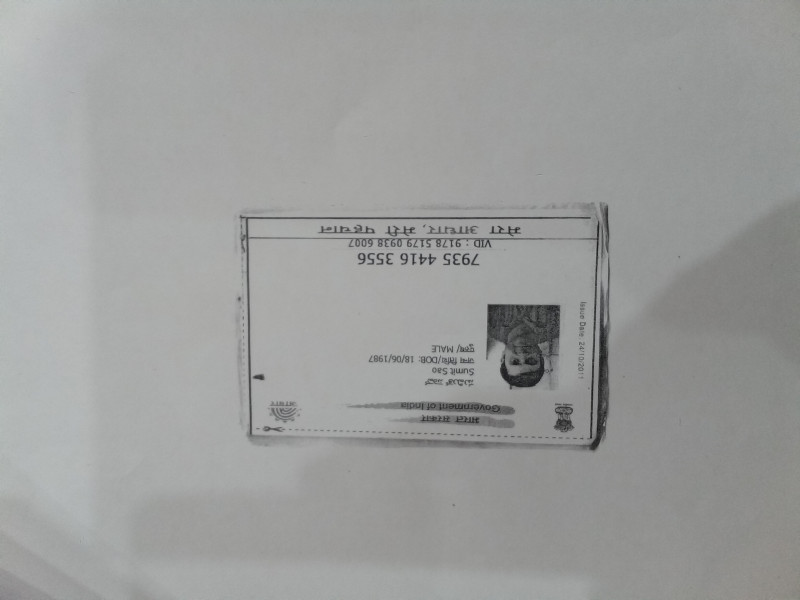 भारत सरकार
Government of India
ಸುಮಿತ್ ಸಾವ್
Sumit Sao
जन्म तिथि/DOB: 18/06/1987
पुरुष/ MALE
Issue Date: 24/10/2011
7935 4416 3556
VID : 9178 5179 0938 6007
मेरा आधार, मेरी पहचान